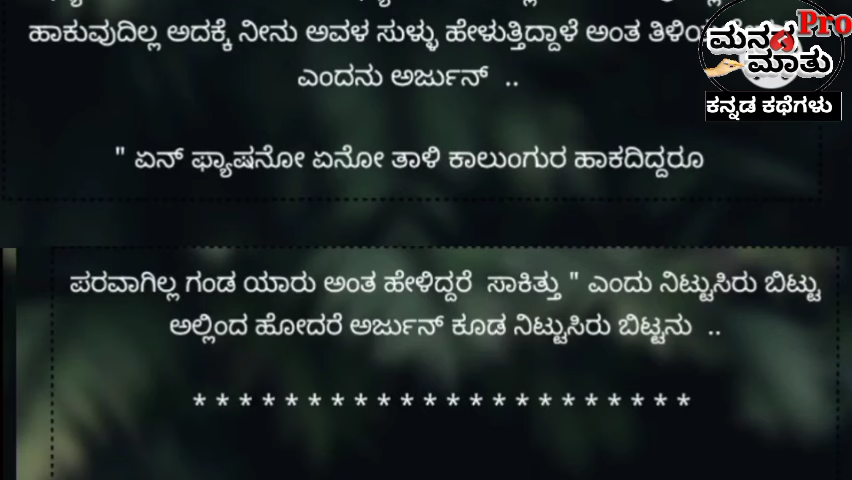 ಹಾಕುವುದಿಲ್ಲ ಅದಕ್ಕೆ ನೀನು ಅವಳ ಸುಳ್ಳು ಹೇಳುತ್ತಿದ್ದಾಳೆ ಅಂತ
ಎಂದನು ಅರ್ಜುನ್ ..
" ಏನ್ ಫ್ಯಾಷನೋ ಏನೋ ತಾಳಿ ಕಾಲುಂಗುರ ಹಾಕದಿದ್ದರೂ
ಪರವಾಗಿಲ್ಲ ಗಂಡ ಯಾರು ಅಂತ ಹೇಳಿದ್ದರೆ ಸಾಕಿತ್ತು " ಎಂದು ನಿಟ್ಟುಸಿರು ಬಿಟ್ಟು
ಅಲ್ಲಿಂದ ಹೋದರೆ ಅರ್ಜುನ್ ಕೂಡ ನಿಟ್ಟುಸಿರು ಬಿಟ್ಟನು ..
* * * * * * * * * * * * * * * * * * * * * *
Pro
ಮನದ
ಮಾತು
ಕನ್ನಡ ಕಥೆಗಳು